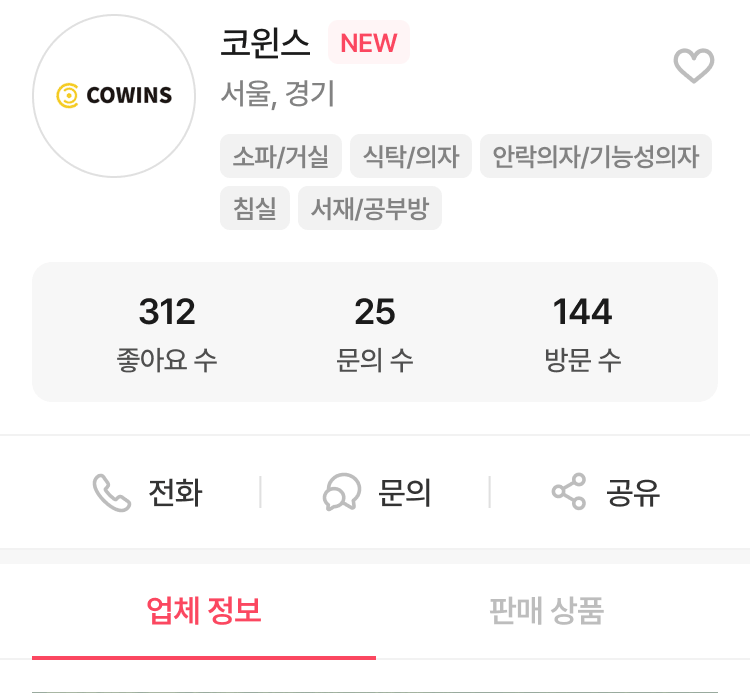 COWINS
코윈스 NEW
서울, 경기
소파/거실 식탁/의자 안락의자/기능성의자
침실 서재/공부방
312 25 144
좋아요 수 문의 수 방문 수
전화 문의 공유
업체 정보 판매 상품